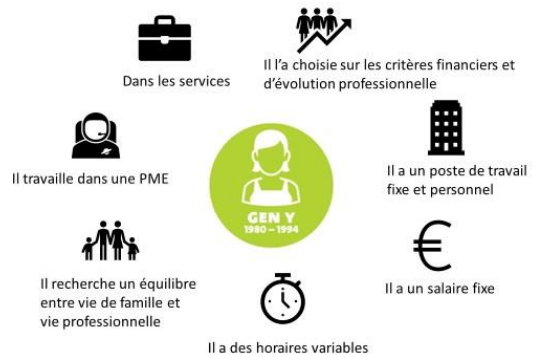 Dans les services
Il l'a choisie sur les critères financiers et
d'évolution professionnelle
Il travaille dans une PME
Il a un poste de travail
fixe et personnel
GEN Y
1980 – 1994
Il recherche un équilibre
entre vie de famille et
vie professionnelle
Il a un salaire fixe
Il a des horaires variables